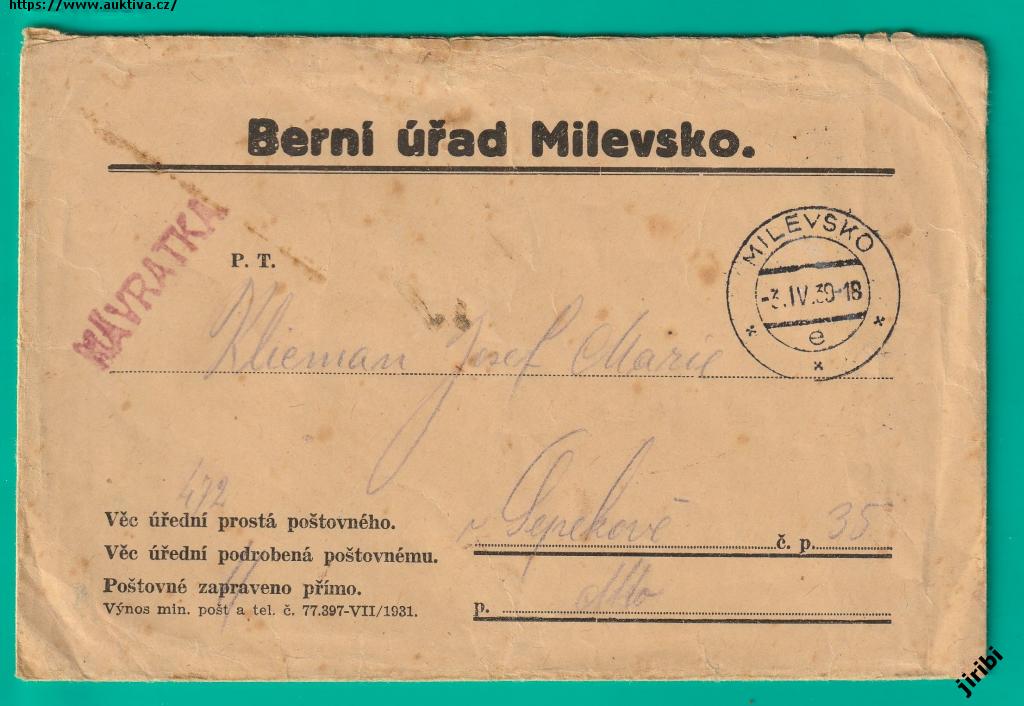 https://www.auktiva.cz/
Berní úřad Milevsko.
NÁVRATKA
MILEVSKO
-3.IV.39-18
e
P. T.
Klieman Josef Marie
472
Věc úřední prostá poštovného.
v Sepekově č. p. 35
Věc úřední podrobená poštovnému.
Poštovné zapraveno přímo.
p. Mko
Výnos min. pošt a tel. č. 77.397-VII/1931.
jiribi